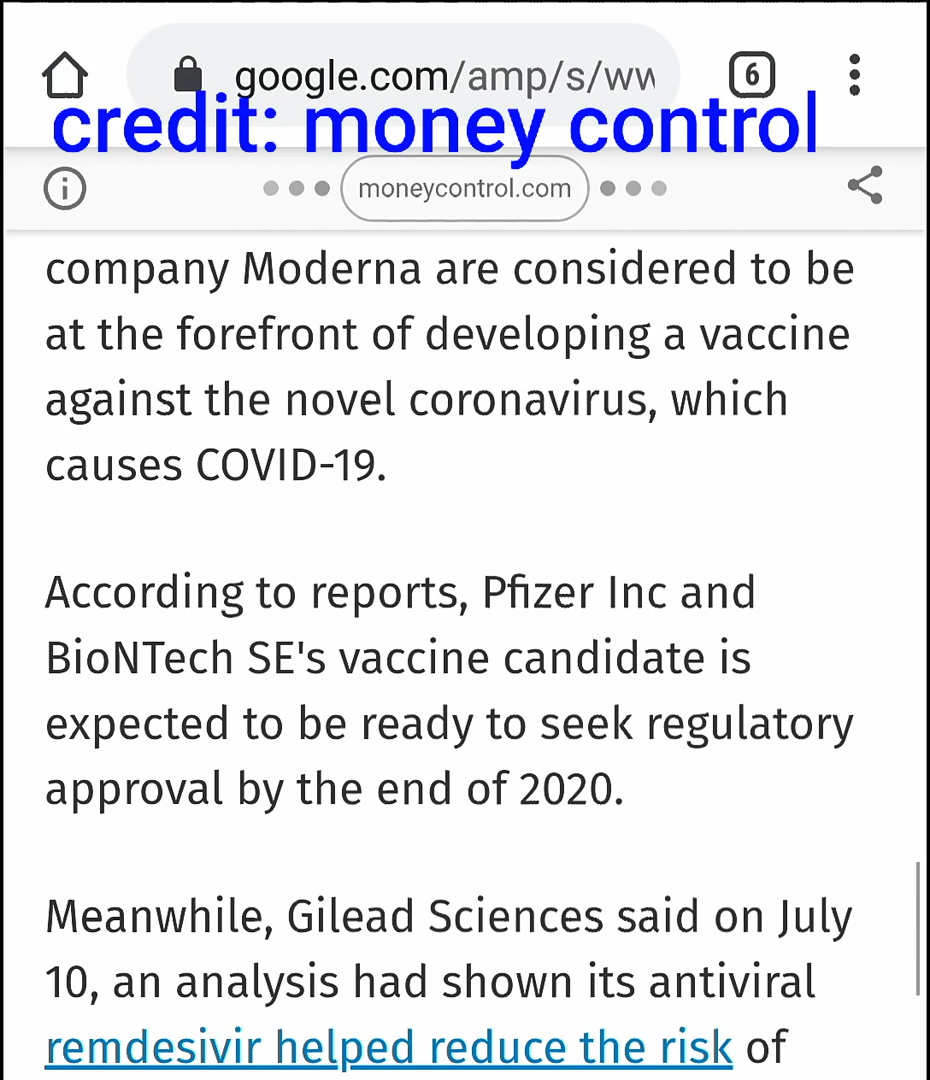 google.com/amp/s/ww
6
credit: money control
moneycontrol.com
company Moderna are considered to be
at the forefront of developing a vaccine
against the novel coronavirus, which
causes COVID-19.
According to reports, Pfizer Inc and
BioNTech SE's vaccine candidate is
expected to be ready to seek regulatory
approval by the end of 2020.
Meanwhile, Gilead Sciences said on July
10, an analysis had shown its antiviral
remdesivir helped reduce the risk of